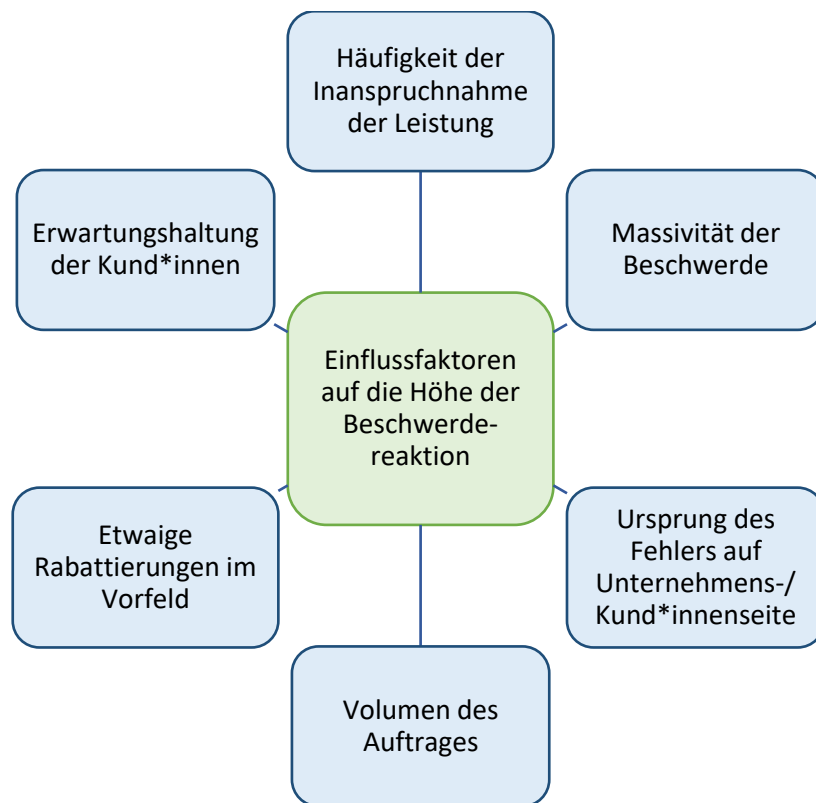 Häufigkeit der
Inanspruchnahme
der Leistung
Erwartungshaltung
der Kund*innen
Massivität der
Beschwerde
Einflussfaktoren
auf die Höhe der
Beschwerde-
reaktion
Etwaige
Rabattierungen im
Vorfeld
Ursprung des
Fehlers auf
Unternehmens-/
Kund*innenseite
Volumen des
Auftrages